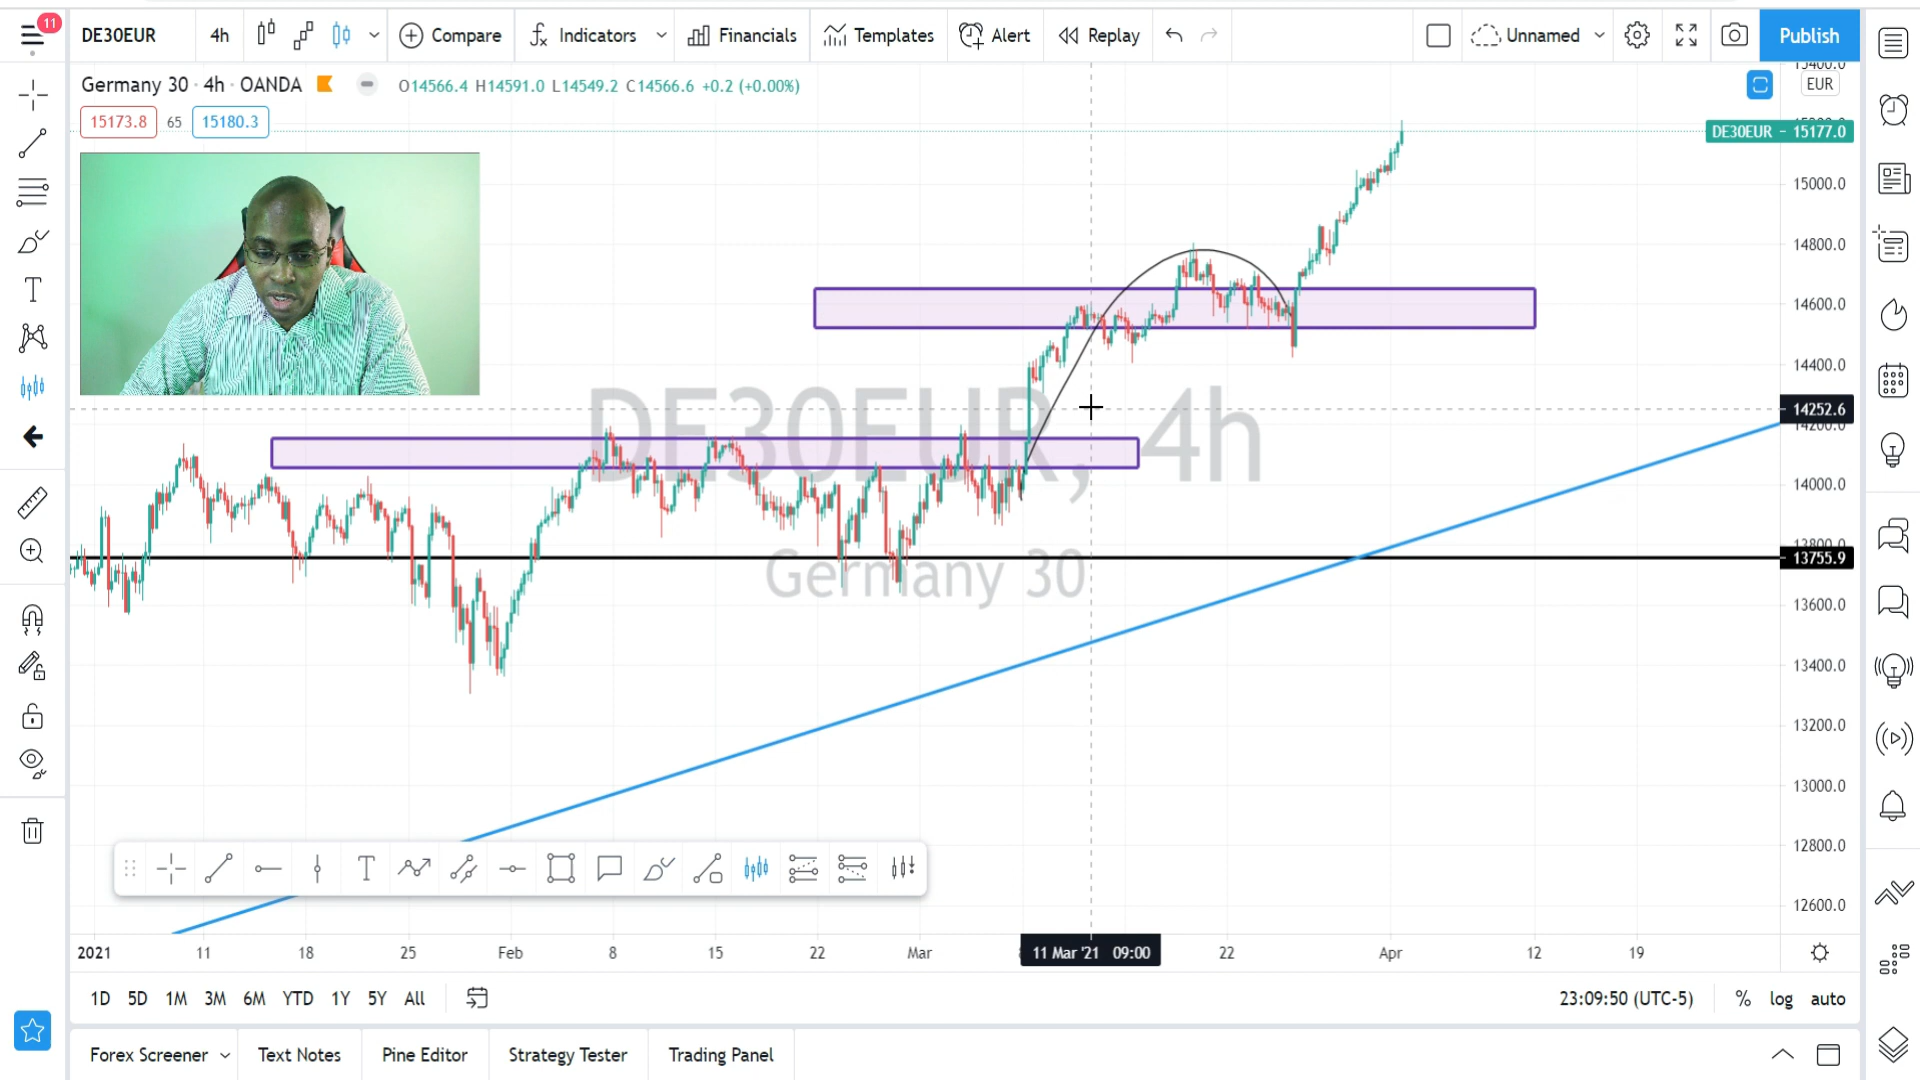 11
DE30EUR 4h Compare Indicators Financials Templates Alert Replay Unnamed Publish
Germany 30 · 4h · OANDA O14566.4 H14591.0 L14549.2 C14566.6 +0.2 (+0.00%)
EUR
15173.8 65 15180.3
DE30EUR - 15177.0
15000.0
14800.0
14600.0
14400.0
14252.6
14200.0
DE30EUR, 4h
14000.0
13800.0
13755.9
Germany 30
13600.0
13400.0
13200.0
13000.0
12800.0
12600.0
2021 11 18 25 Feb 8 15 22 Mar 11 Mar '21 09:00 22 Apr 12 19
1D 5D 1M 3M 6M YTD 1Y 5Y All 23:09:50 (UTC-5) % log auto
Forex Screener Text Notes Pine Editor Strategy Tester Trading Panel